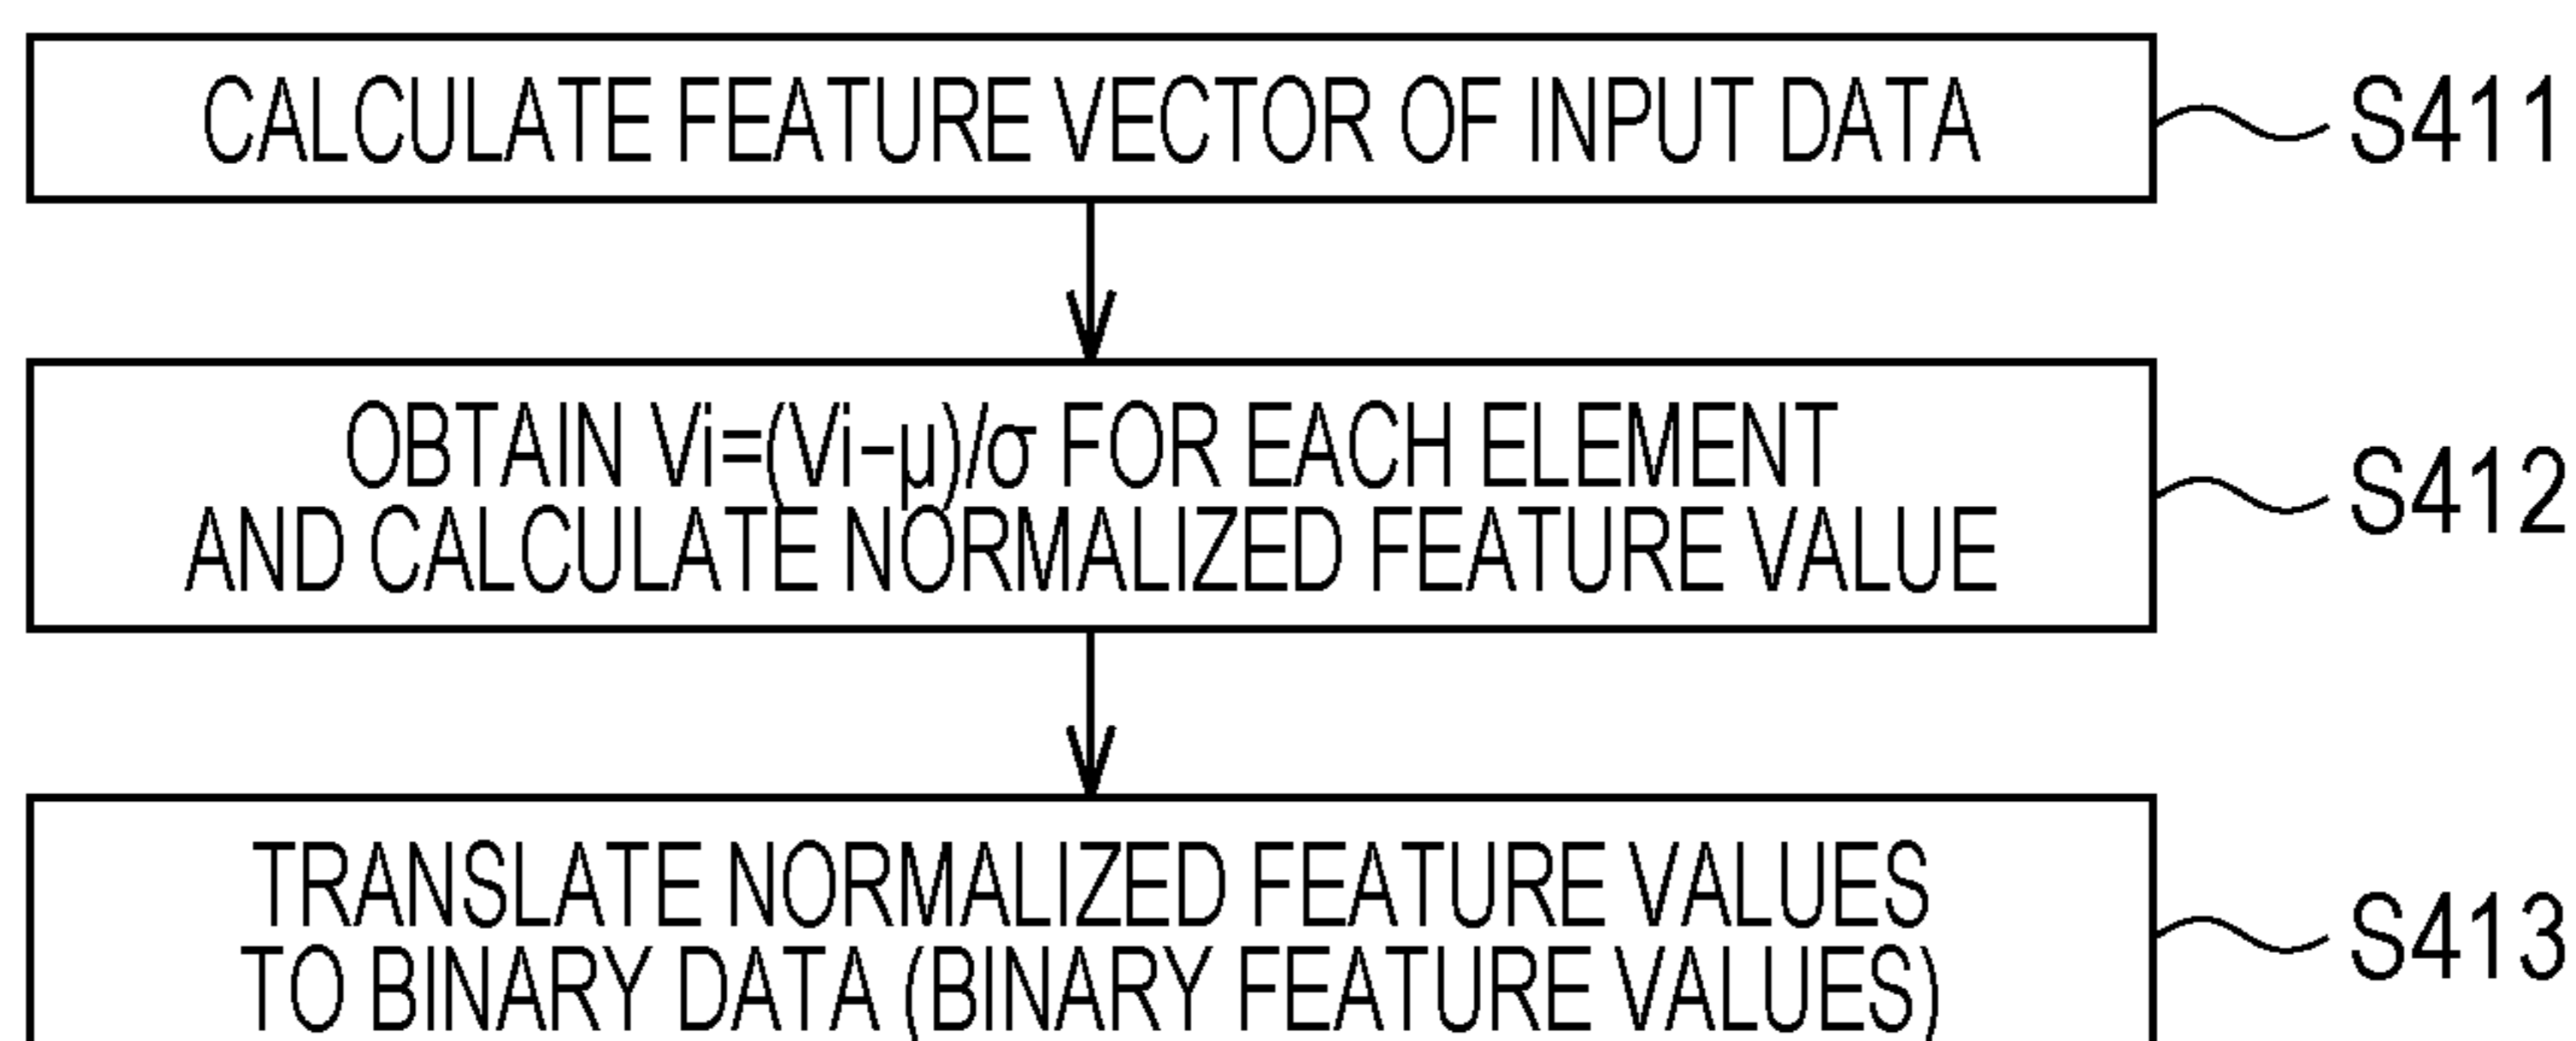 CALCULATE FEATURE VECTOR OF INPUT DATA
S411
OBTAIN Vi=(Vi−μ)/σ FOR EACH ELEMENT
AND CALCULATE NORMALIZED FEATURE VALUE
S412
TRANSLATE NORMALIZED FEATURE VALUES
TO BINARY DATA (BINARY FEATURE VALUES)
S413